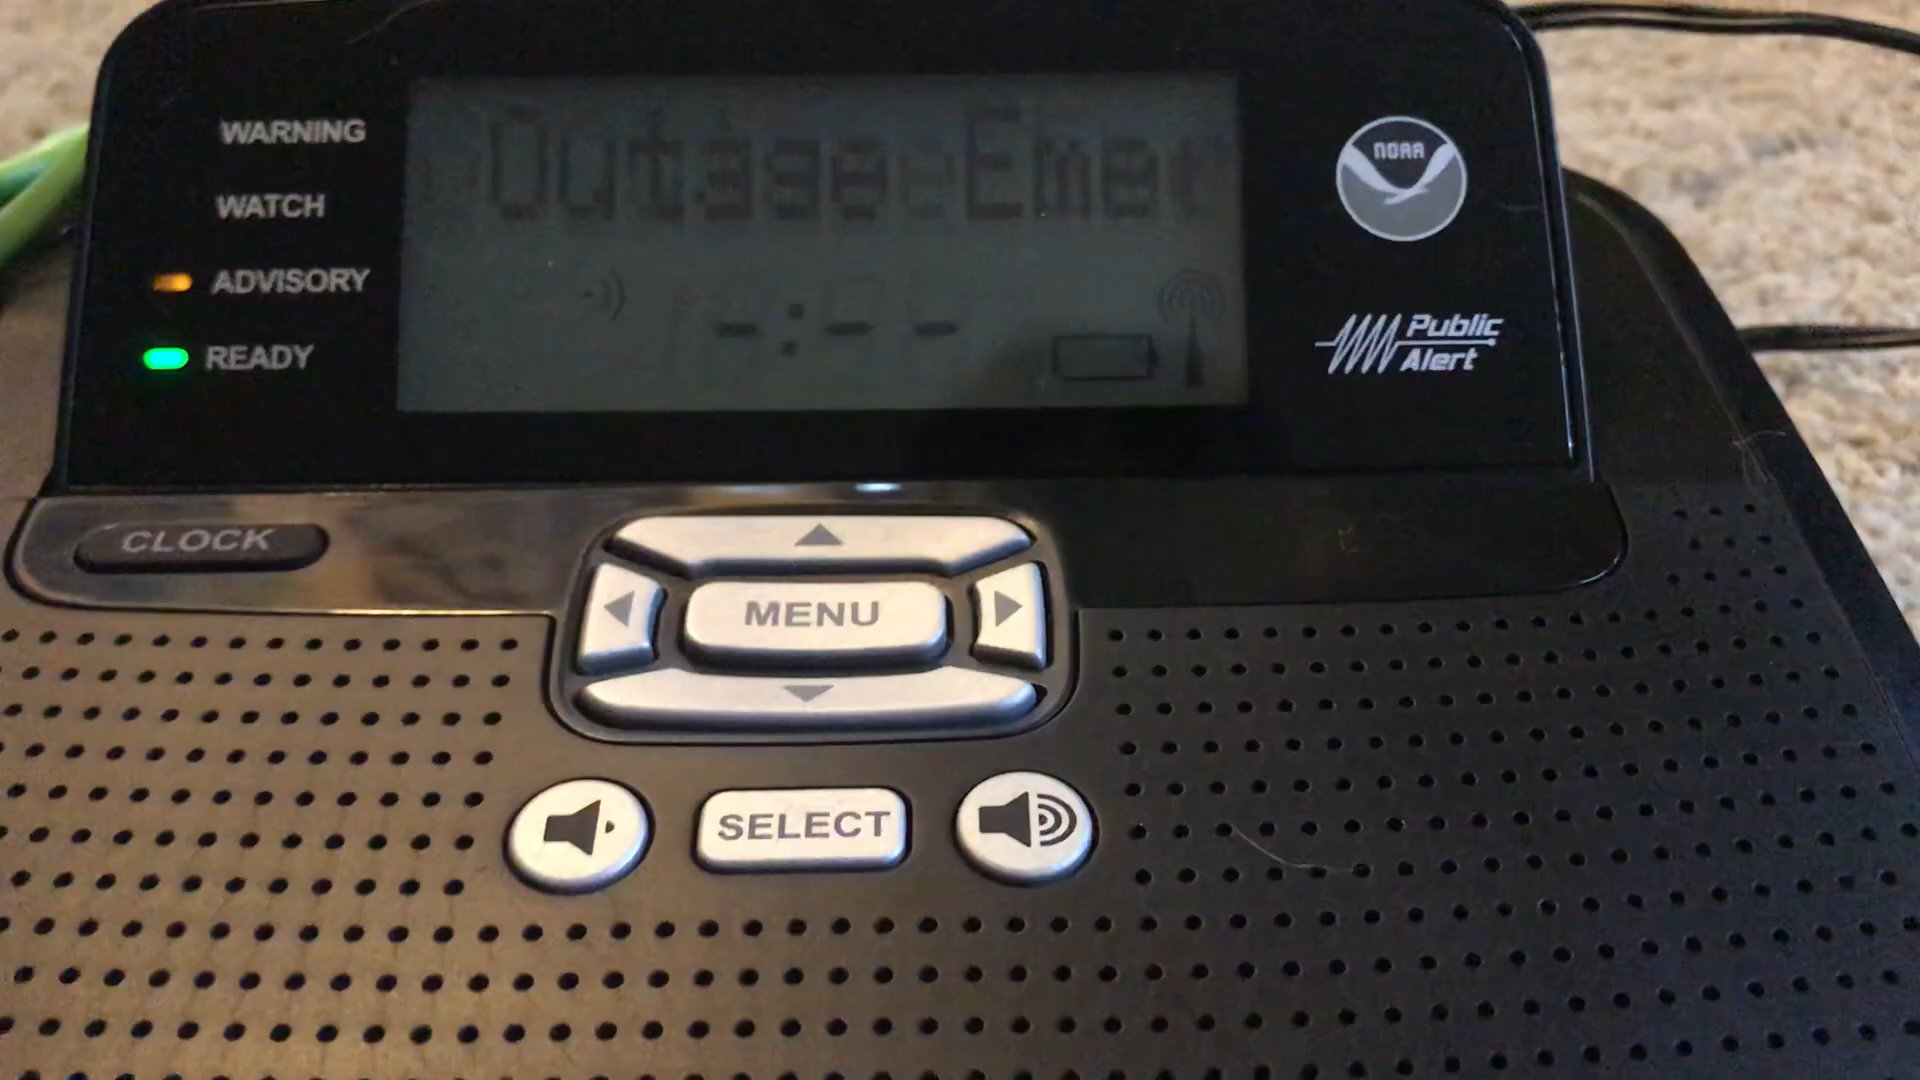 WARNING
Outage Emer
WATCH
ADVISORY
READY
-:--
NOAA
Public
Alert
CLOCK
MENU
SELECT